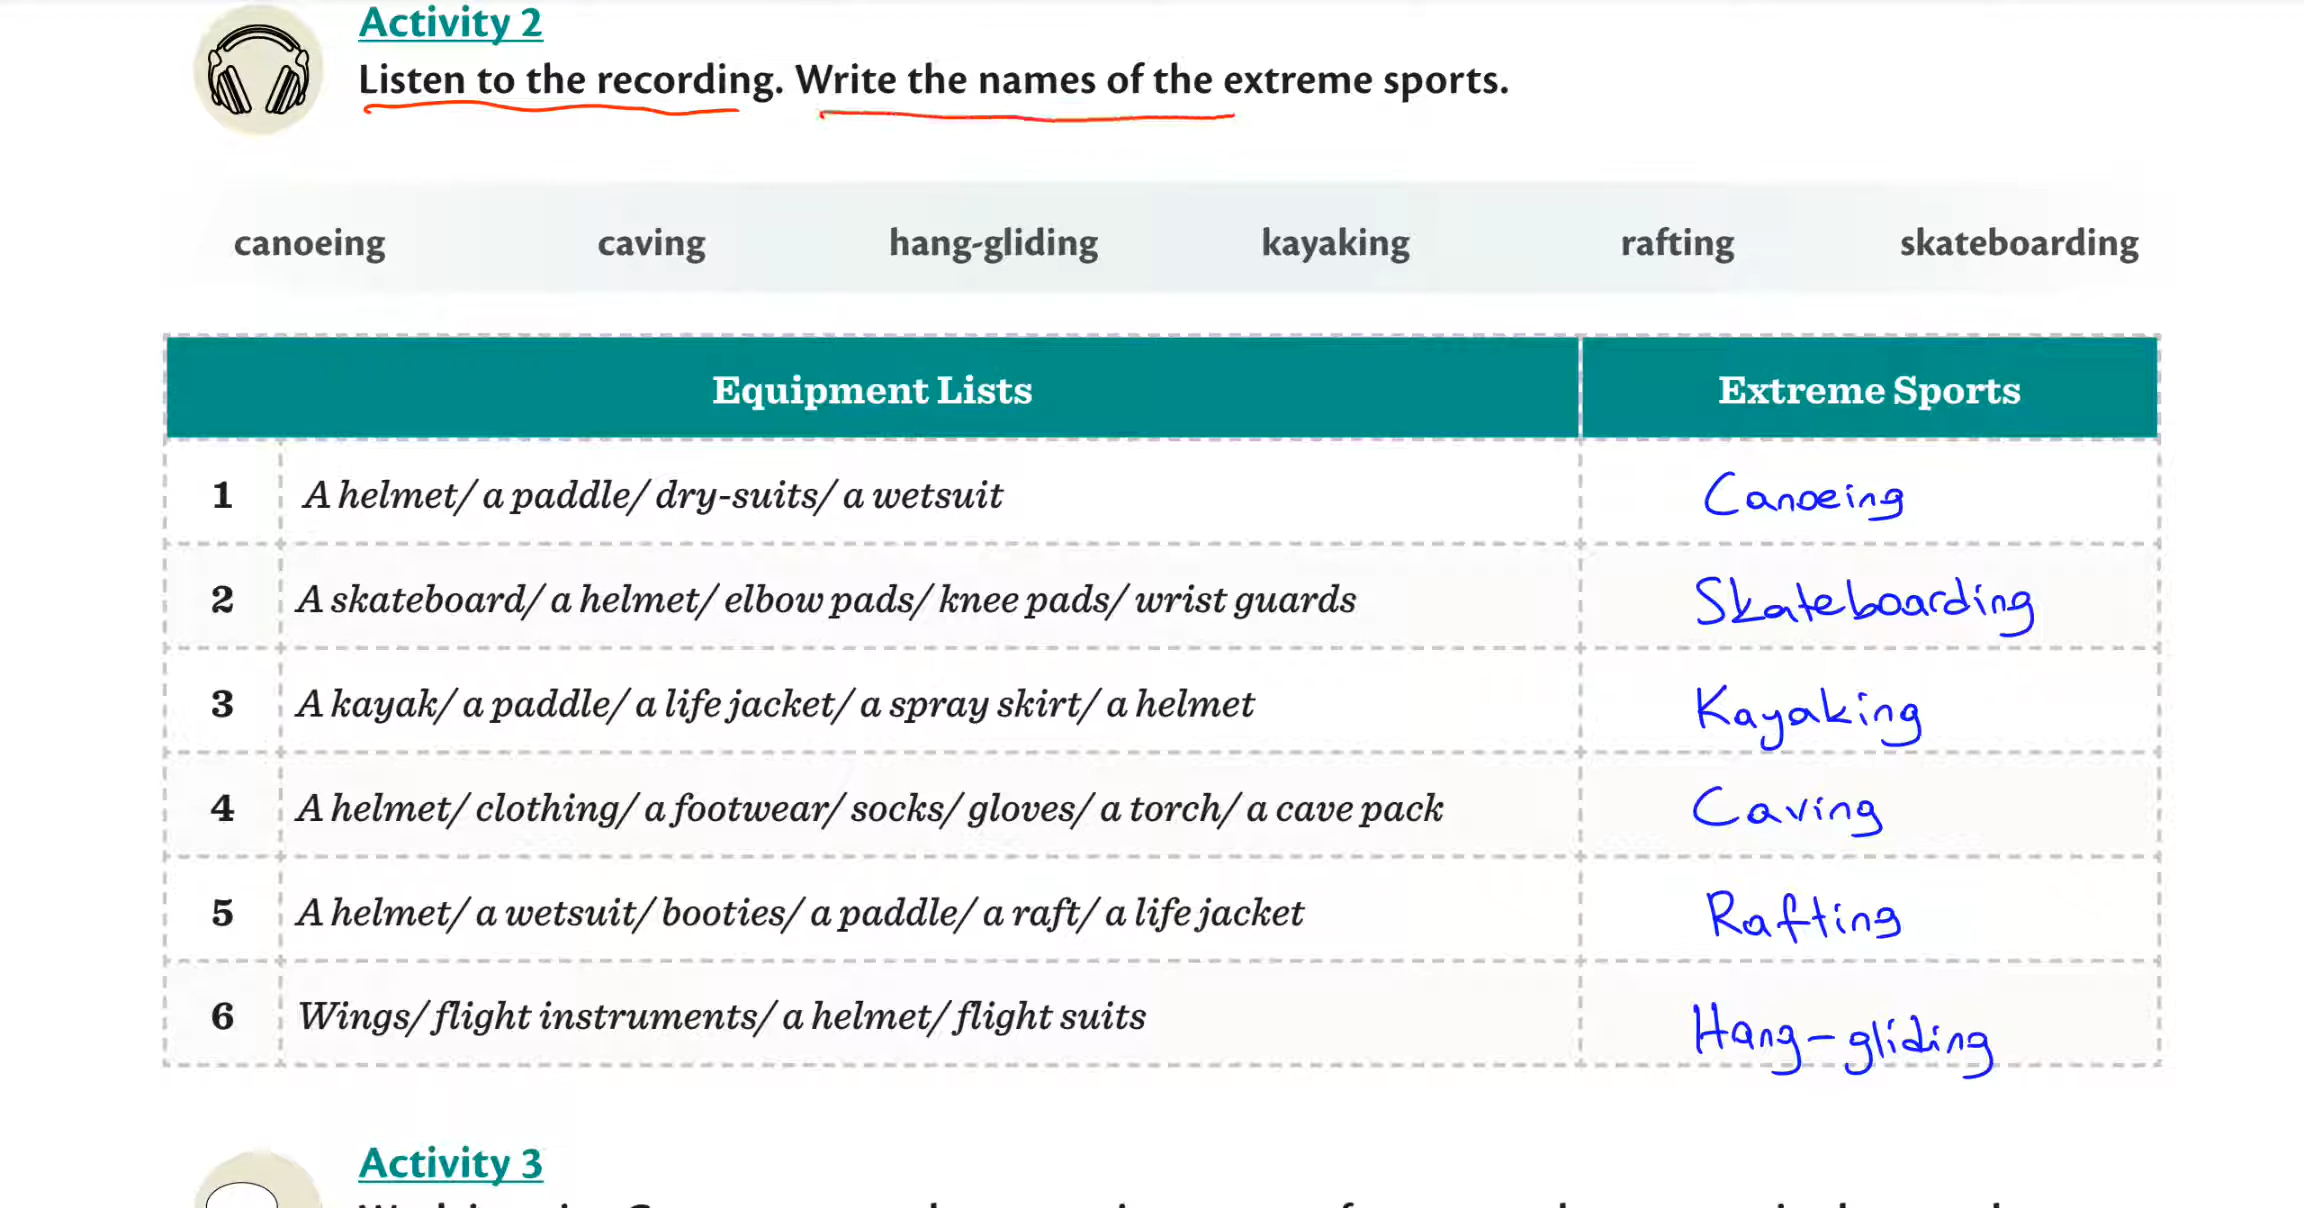 Activity 2
Listen to the recording. Write the names of the extreme sports.
canoeing caving hang-gliding kayaking rafting skateboarding
Equipment Lists Extreme Sports
1 A helmet/ a paddle/ dry-suits/ a wetsuit Canoeing
2 A skateboard/ a helmet/ elbow pads/ knee pads/ wrist guards Skateboarding
3 A kayak/ a paddle/ a life jacket/ a spray skirt/ a helmet Kayaking
4 A helmet/ clothing/ a footwear/ socks/ gloves/ a torch/ a cave pack Caving
5 A helmet/ a wetsuit/ booties/ a paddle/ a raft/ a life jacket Rafting
6 Wings/ flight instruments/ a helmet/ flight suits Hang-gliding
Activity 3